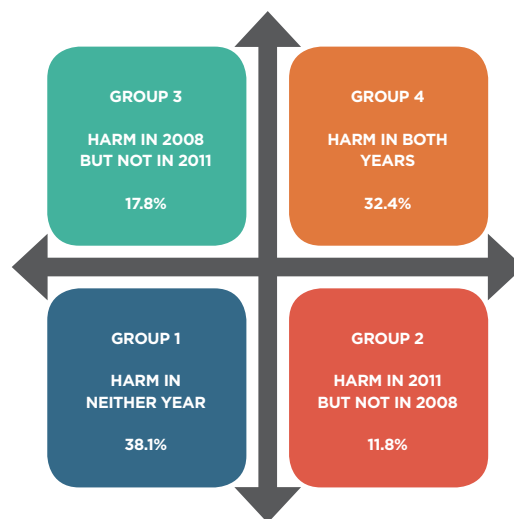 GROUP 3
HARM IN 2008
BUT NOT IN 2011
17.8%
GROUP 4
HARM IN BOTH
YEARS
32.4%
GROUP 1
HARM IN
NEITHER YEAR
38.1%
GROUP 2
HARM IN 2011
BUT NOT IN 2008
11.8%